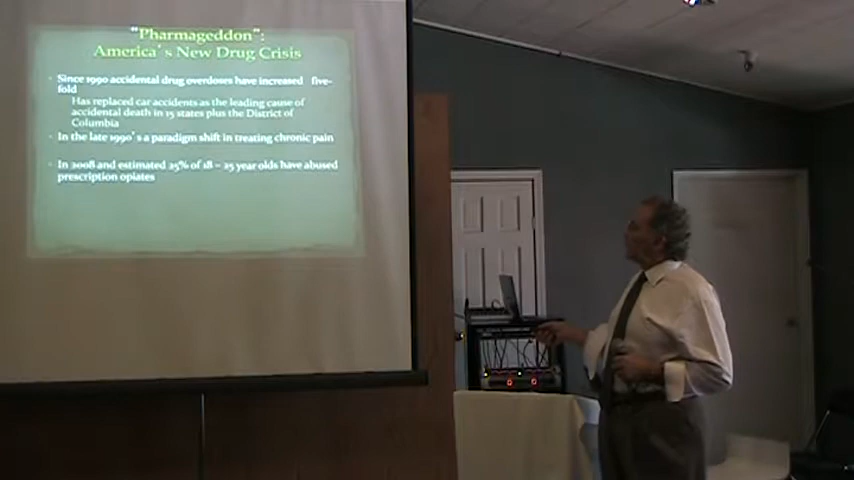 "Pharmageddon":
America's New Drug Crisis
Since 1990 accidental drug overdoses have increased five-
fold
Has replaced car accidents as the leading cause of
accidental death in 15 states plus the District of
Columbia
In the late 1990's a paradigm shift in treating chronic pain
In 2008 and estimated 25% of 18 – 25 year olds have abused
prescription opiates